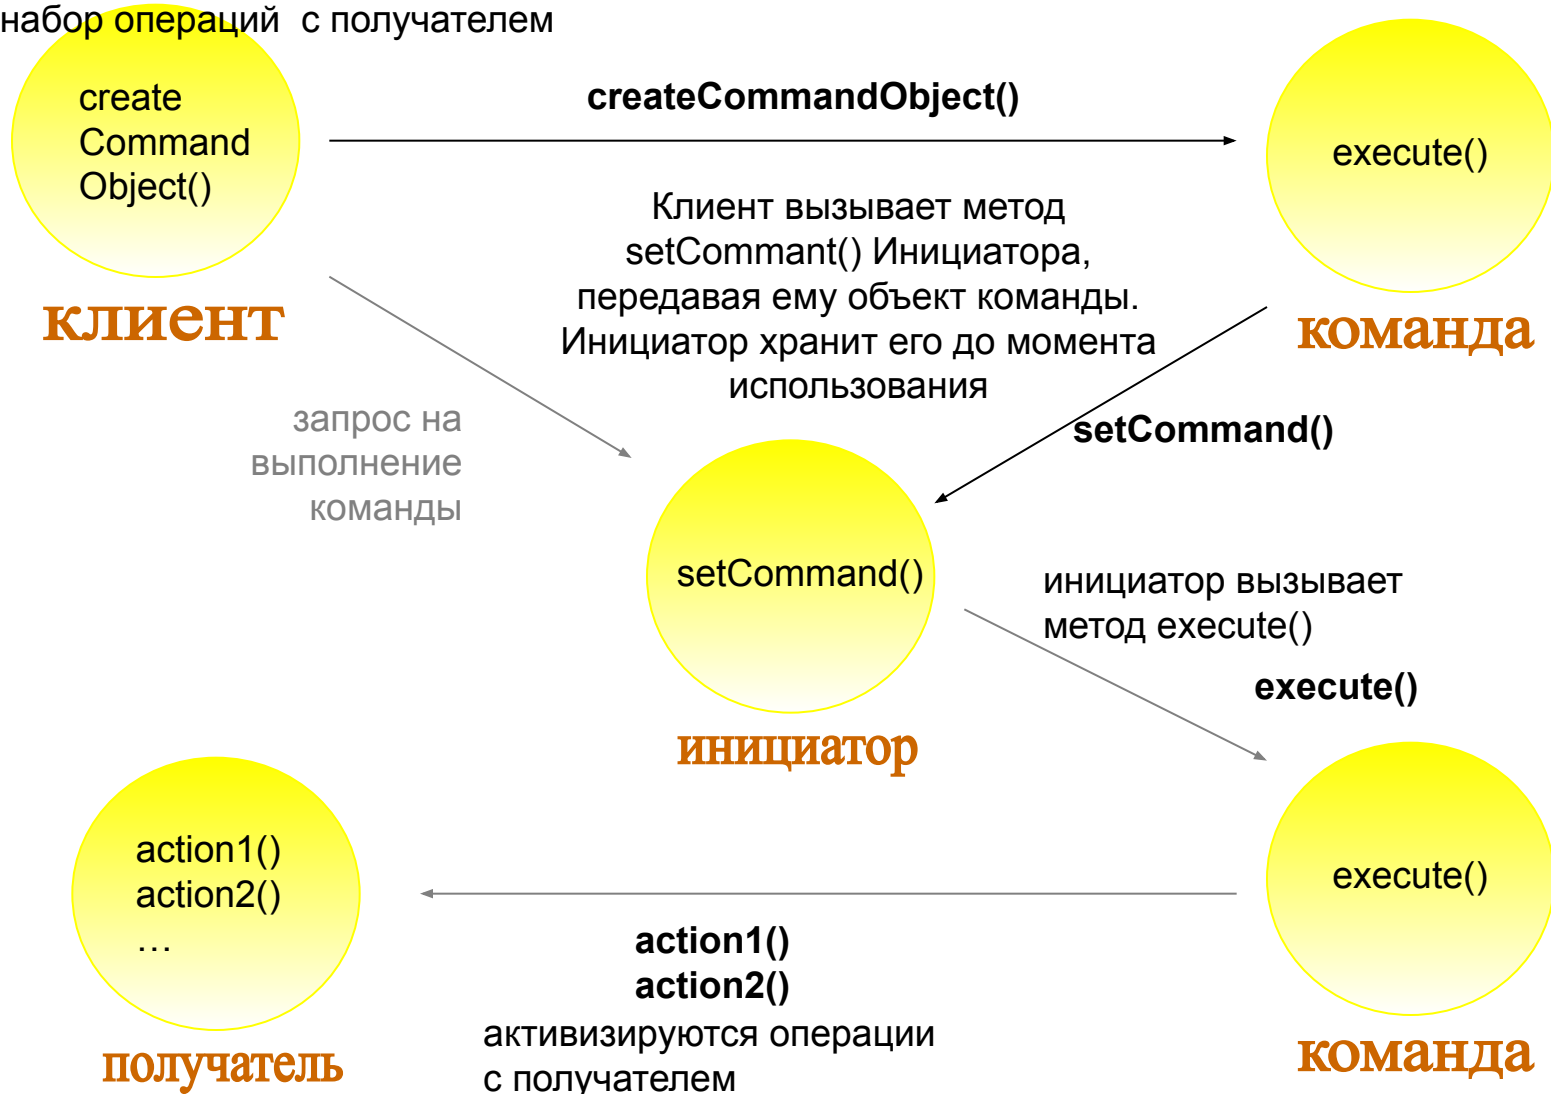 набор операций с получателем
create
Command
Object()
createCommandObject()
execute()
Клиент вызывает метод
setCommant() Инициатора,
передавая ему объект команды.
Инициатор хранит его до момента
использования
клиент
команда
запрос на
выполнение
команды
setCommand()
setCommand()
инициатор вызывает
метод execute()
execute()
инициатор
action1()
action2()
…
execute()
action1()
action2()
активизируются операции
с получателем
получатель
команда